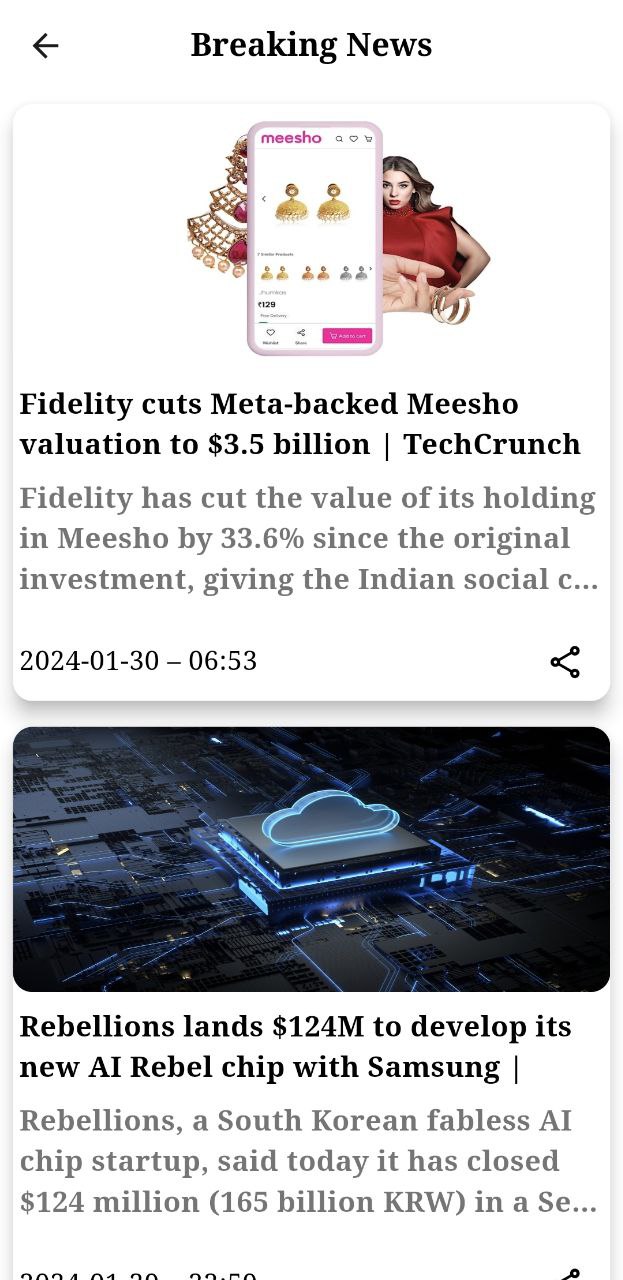 Breaking News
meesho
7 Similar Products
Jhumkas
₹129
Free Delivery
Wishlist
Share
Add to Cart
Fidelity cuts Meta-backed Meesho
valuation to $3.5 billion | TechCrunch
Fidelity has cut the value of its holding
in Meesho by 33.6% since the original
investment, giving the Indian social c...
2024-01-30 – 06:53
Rebellions lands $124M to develop its
new AI Rebel chip with Samsung |
Rebellions, a South Korean fabless AI
chip startup, said today it has closed
$124 million (165 billion KRW) in a Se...